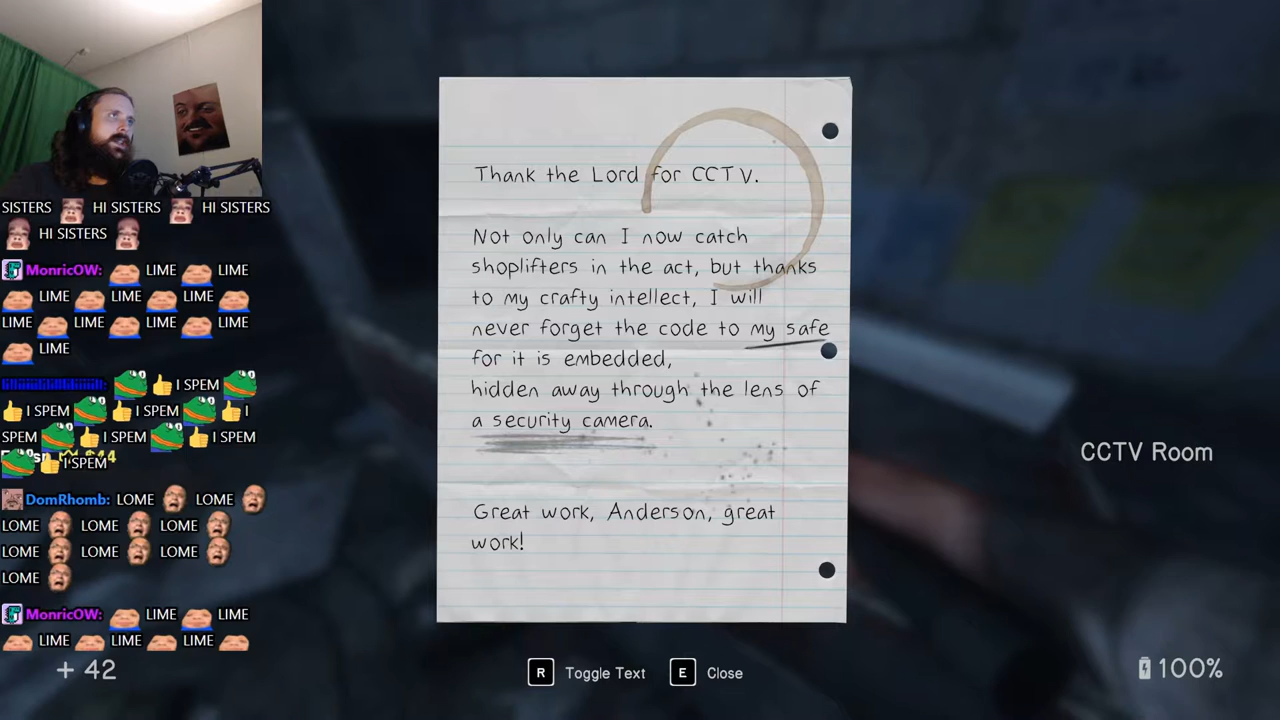 SISTERS HI SISTERS HI SISTERS
HI SISTERS
MonricOW: LIME LIME
LIME LIME LIME
LIME LIME LIME LIME
LIME
I SPEM
I SPEM I SPEM I
SPEM I SPEM I SPEM
I SPEM
DomRhomb: LOME LOME
LOME LOME LOME
LOME LOME LOME
LOME
MonricOW: LIME LIME
LIME LIME LIME
+ 42
Thank the Lord for CCTV.
Not only can I now catch
shoplifters in the act, but thanks
to my crafty intellect, I will
never forget the code to my safe
for it is embedded,
hidden away through the lens of
a security camera.
Great work, Anderson, great
work!
CCTV Room
R Toggle Text E Close
100%